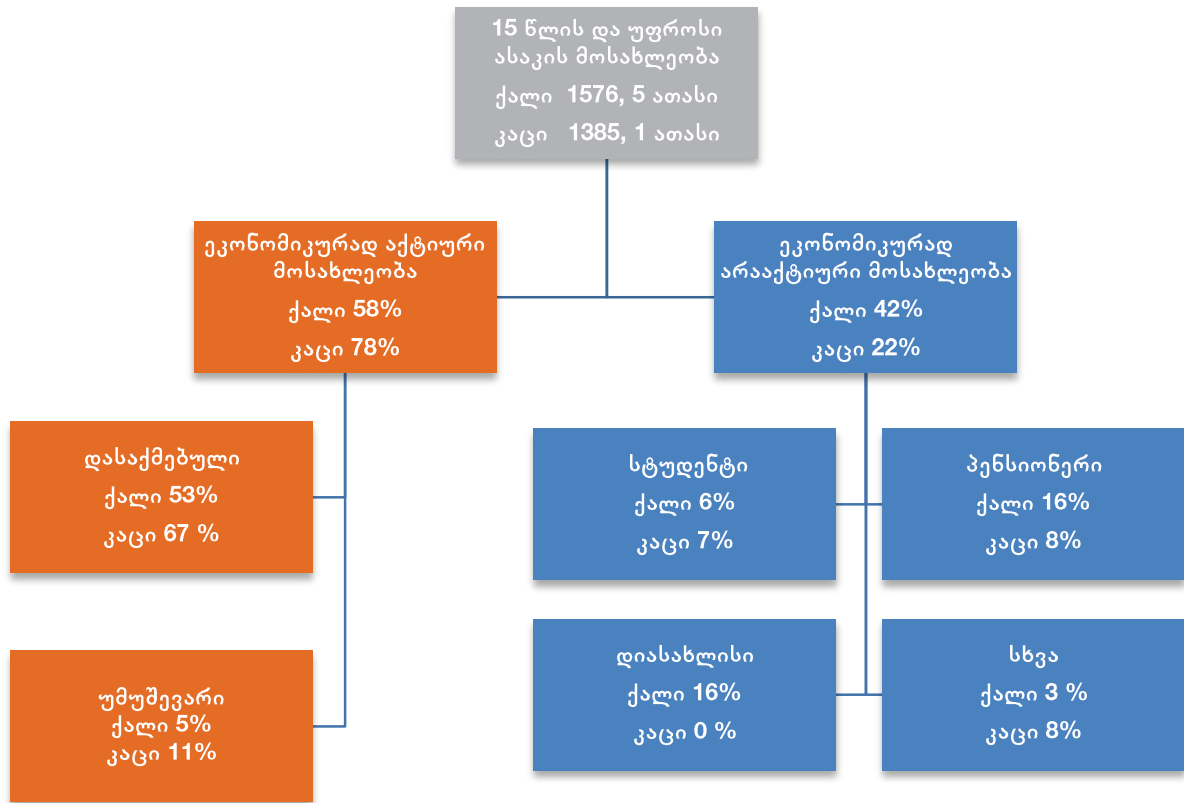 15 წლის და უფროსი
ასაკის მოსახლეობა
ქალი 1576, 5 ათასი
კაცი 1385, 1 ათასი
ეკონომიკურად აქტიური
მოსახლეობა
ქალი 58%
კაცი 78%
ეკონომიკურად
არააქტიური მოსახლეობა
ქალი 42%
კაცი 22%
დასაქმებული
ქალი 53%
კაცი 67 %
უმუშევარი
ქალი 5%
კაცი 11%
სტუდენტი
ქალი 6%
კაცი 7%
პენსიონერი
ქალი 16%
კაცი 8%
დიასახლისი
ქალი 16%
კაცი 0 %
სხვა
ქალი 3 %
კაცი 8%